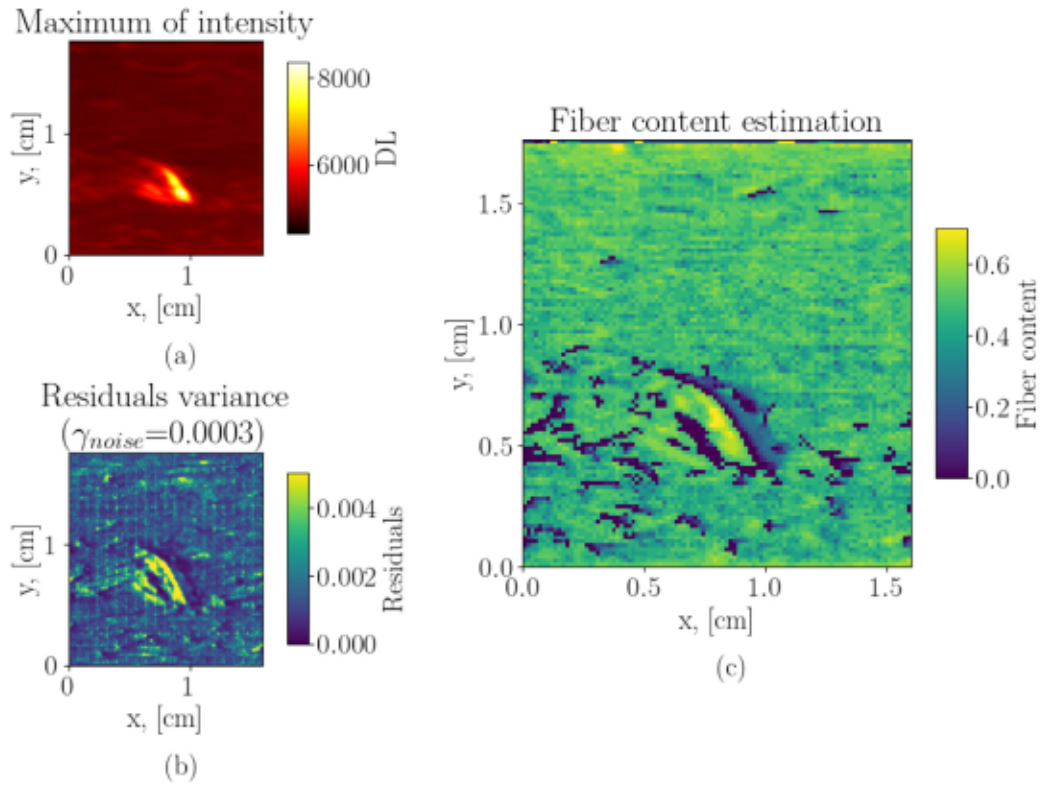 Maximum of intensity
8000
6000
DL
1
0
y, [cm]
0
1
x, [cm]
(a)
Residuals variance
(γnoise=0.0003)
0.004
0.002
0.000
Residuals
1
0
y, [cm]
0
1
x, [cm]
(b)
Fiber content estimation
1.5
1.0
0.5
0.0
y, [cm]
0.0
0.5
1.0
1.5
x, [cm]
0.6
0.4
0.2
0.0
Fiber content
(c)